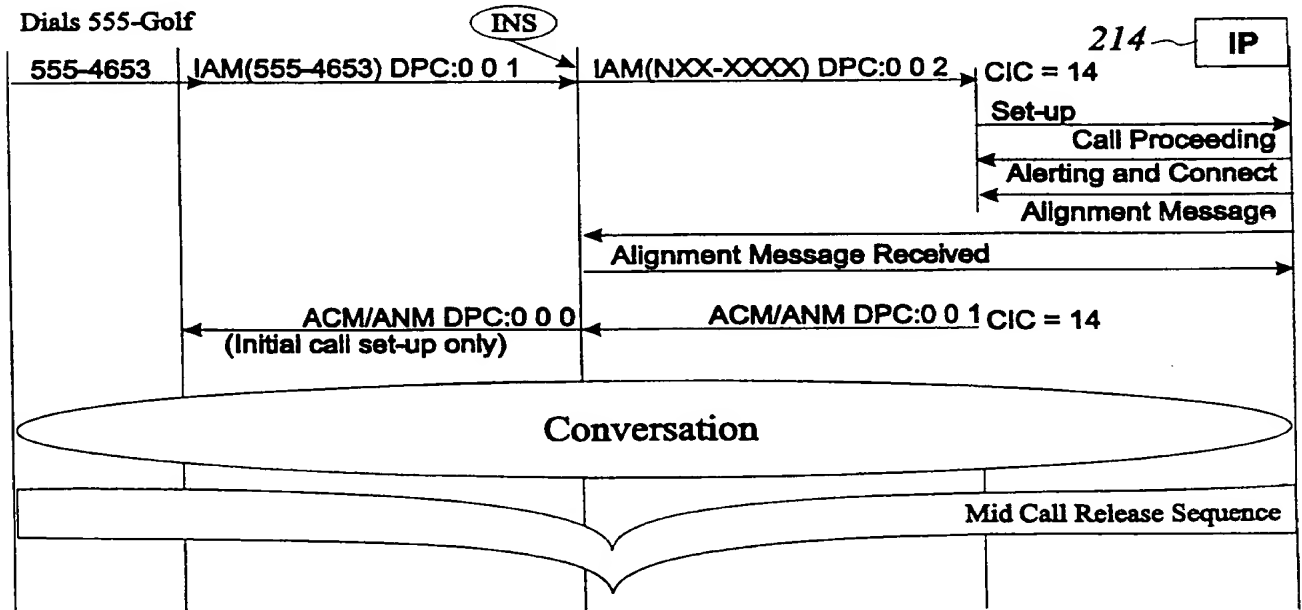 Dials 555-Golf
INS
214
IP
555-4653
IAM(555-4653) DPC:0 0 1
IAM(NXX-XXXX) DPC:0 0 2
CIC = 14
Set-up
Call Proceeding
Alerting and Connect
Alignment Message
Alignment Message Received
ACM/ANM DPC:0 0 0
ACM/ANM DPC:0 0 1
CIC = 14
(Initial call set-up only)
Conversation
Mid Call Release Sequence